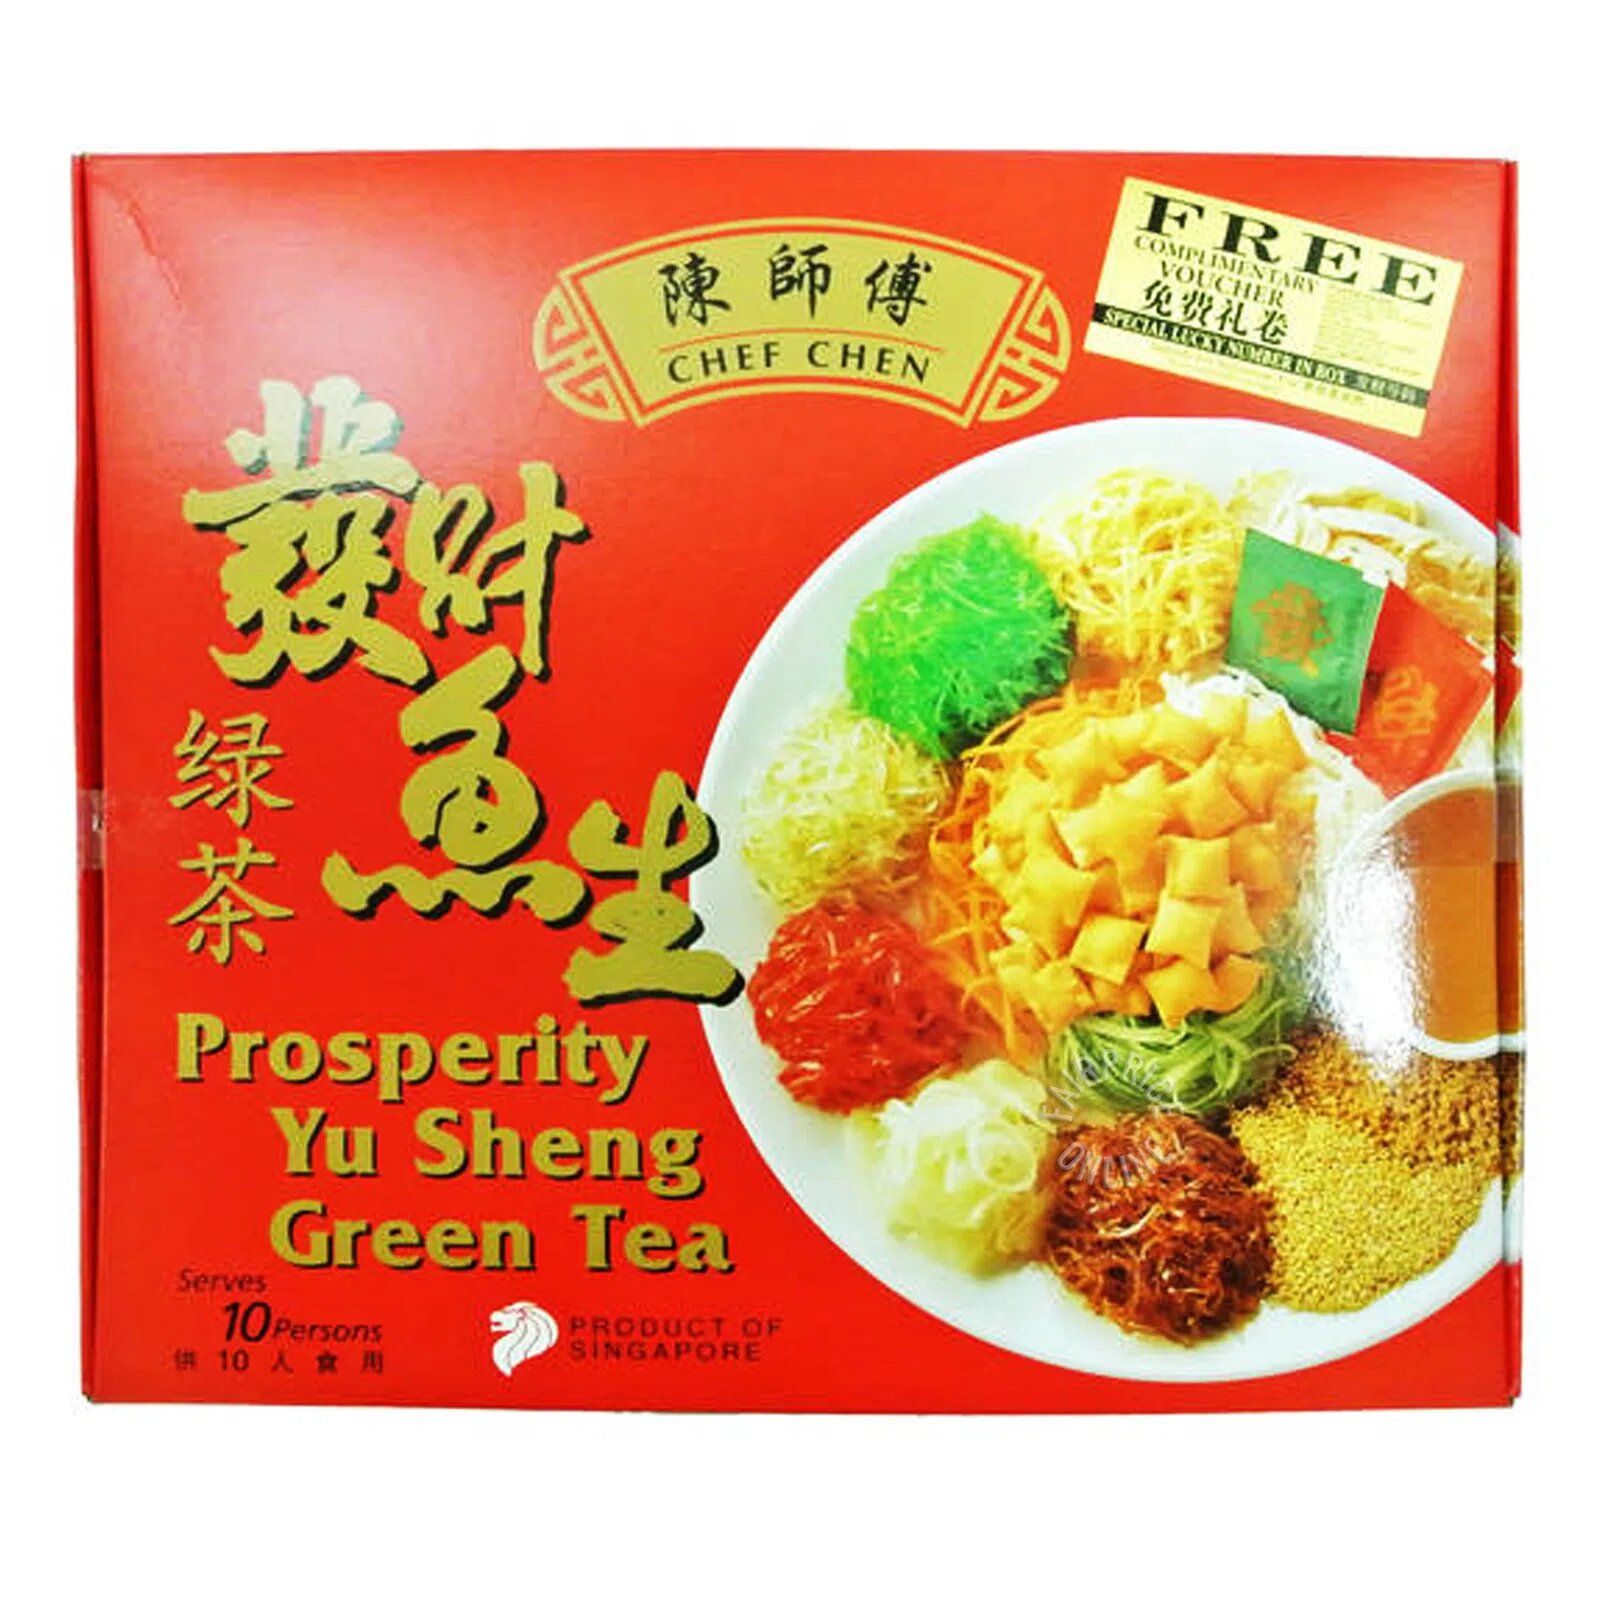 陳師傅
CHEF CHEN
FREE
COMPLIMENTARY
VOUCHER
免费礼卷
SPECIAL LUCKY NUMBER IN BOX
發財
魚生
绿茶
Prosperity
Yu Sheng
Green Tea
Serves
10 Persons
供 10 人食用
PRODUCT OF
SINGAPORE
FAIRPRICE
ONLINE